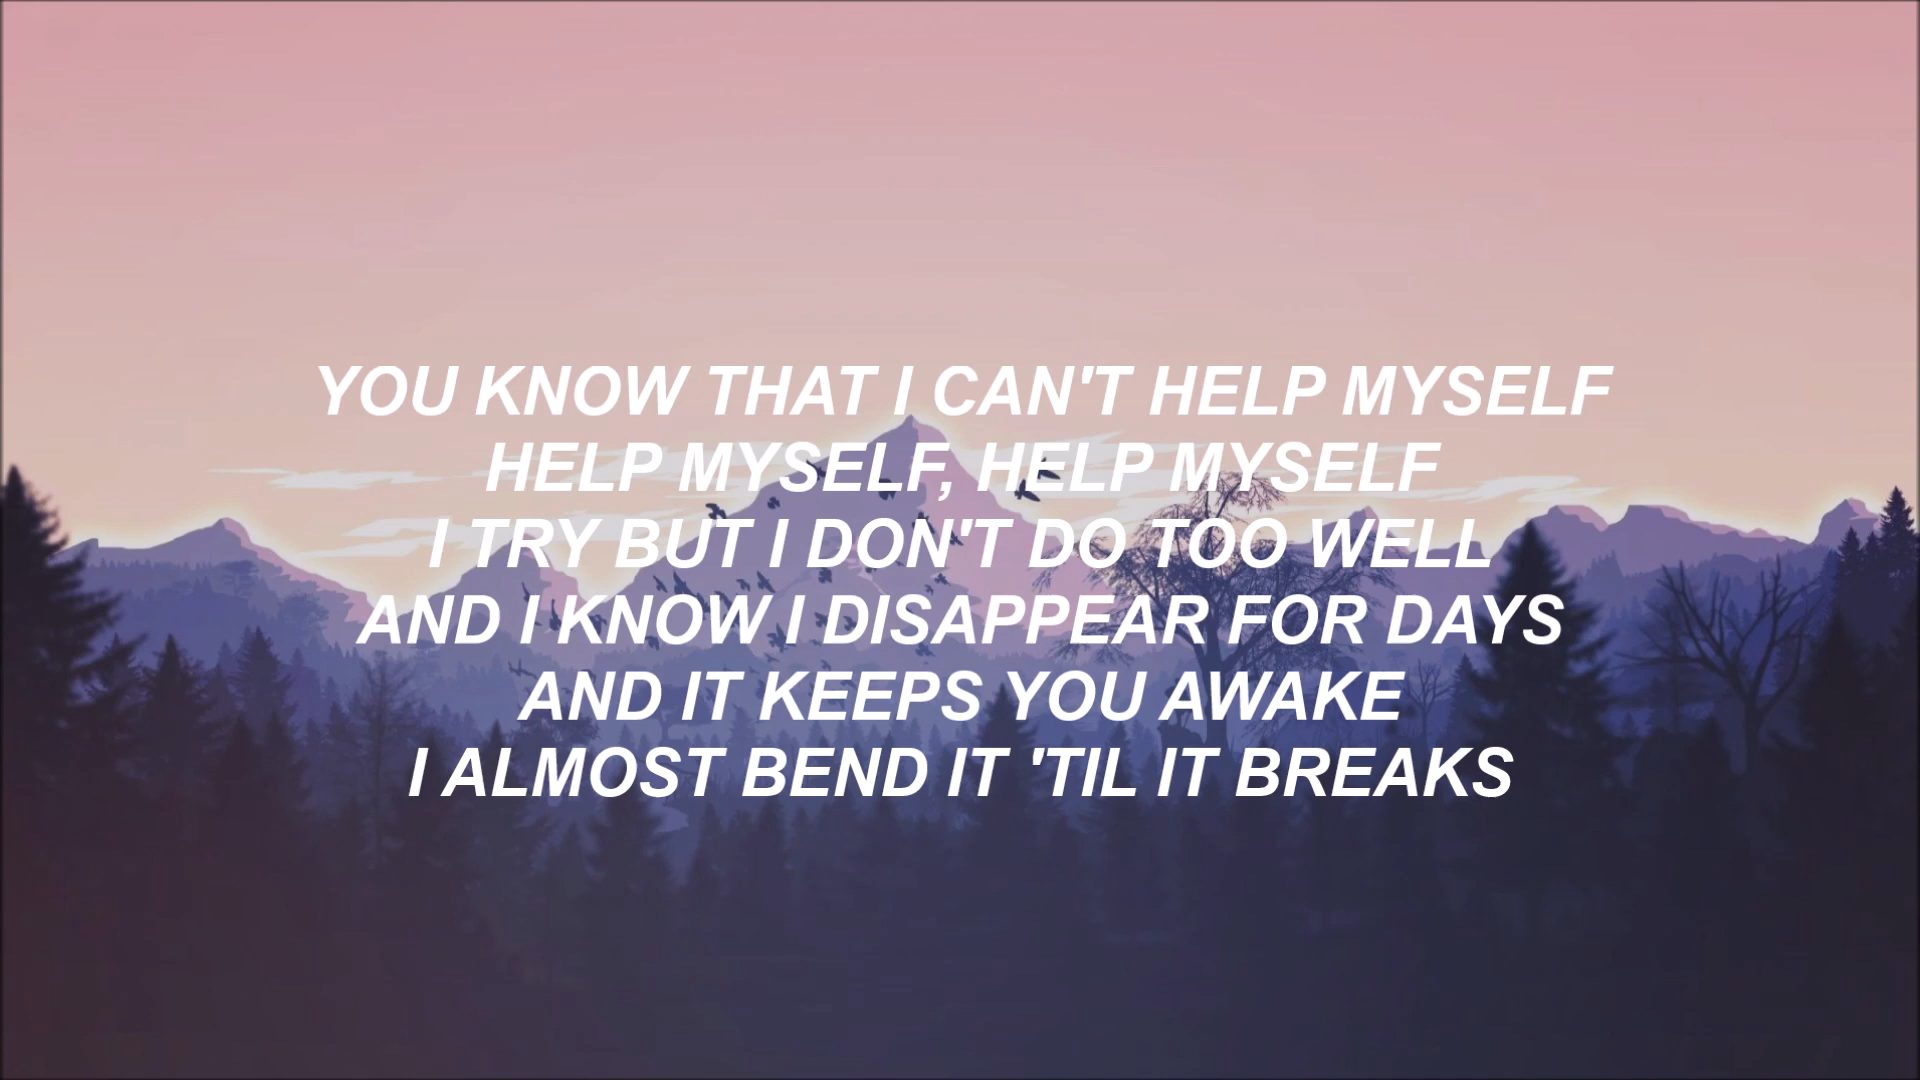 YOU KNOW THAT I CAN'T HELP MYSELF
HELP MYSELF, HELP MYSELF
I TRY BUT I DON'T DO TOO WELL
AND I KNOW I DISAPPEAR FOR DAYS
AND IT KEEPS YOU AWAKE
I ALMOST BEND IT 'TIL IT BREAKS